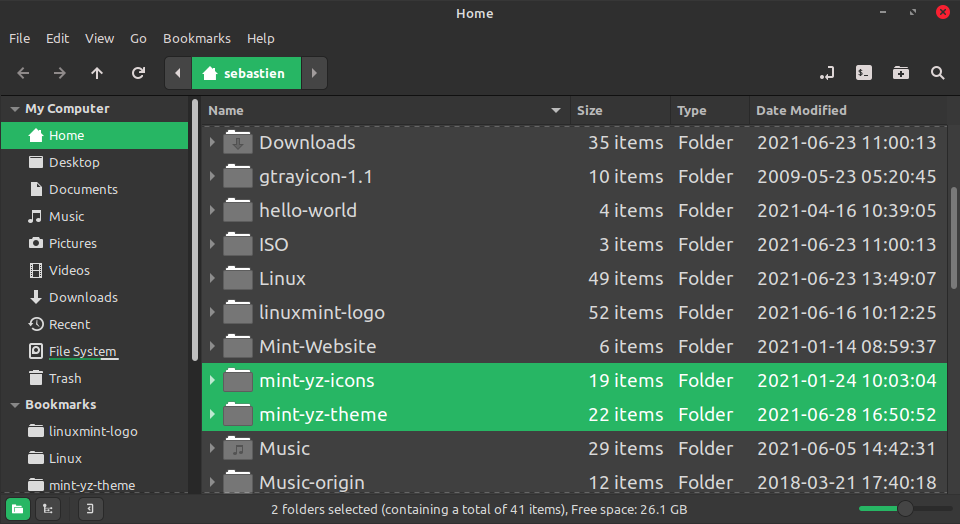 Home
File Edit View Go Bookmarks Help
sebastien
My Computer
Home
Desktop
Documents
Music
Pictures
Videos
Downloads
Recent
File System
Trash
Bookmarks
linuxmint-logo
Linux
mint-yz-theme
Name Size Type Date Modified
Downloads 35 items Folder 2021-06-23 11:00:13
gtrayicon-1.1 10 items Folder 2009-05-23 05:20:45
hello-world 4 items Folder 2021-04-16 10:39:05
ISO 3 items Folder 2021-06-23 11:00:13
Linux 49 items Folder 2021-06-23 13:49:07
linuxmint-logo 52 items Folder 2021-06-16 10:12:25
Mint-Website 6 items Folder 2021-01-14 08:59:37
mint-yz-icons 19 items Folder 2021-01-24 10:03:04
mint-yz-theme 22 items Folder 2021-06-28 16:50:52
Music 29 items Folder 2021-06-05 14:42:31
Music-origin 12 items Folder 2018-03-21 17:40:18
2 folders selected (containing a total of 41 items), Free space: 26.1 GB